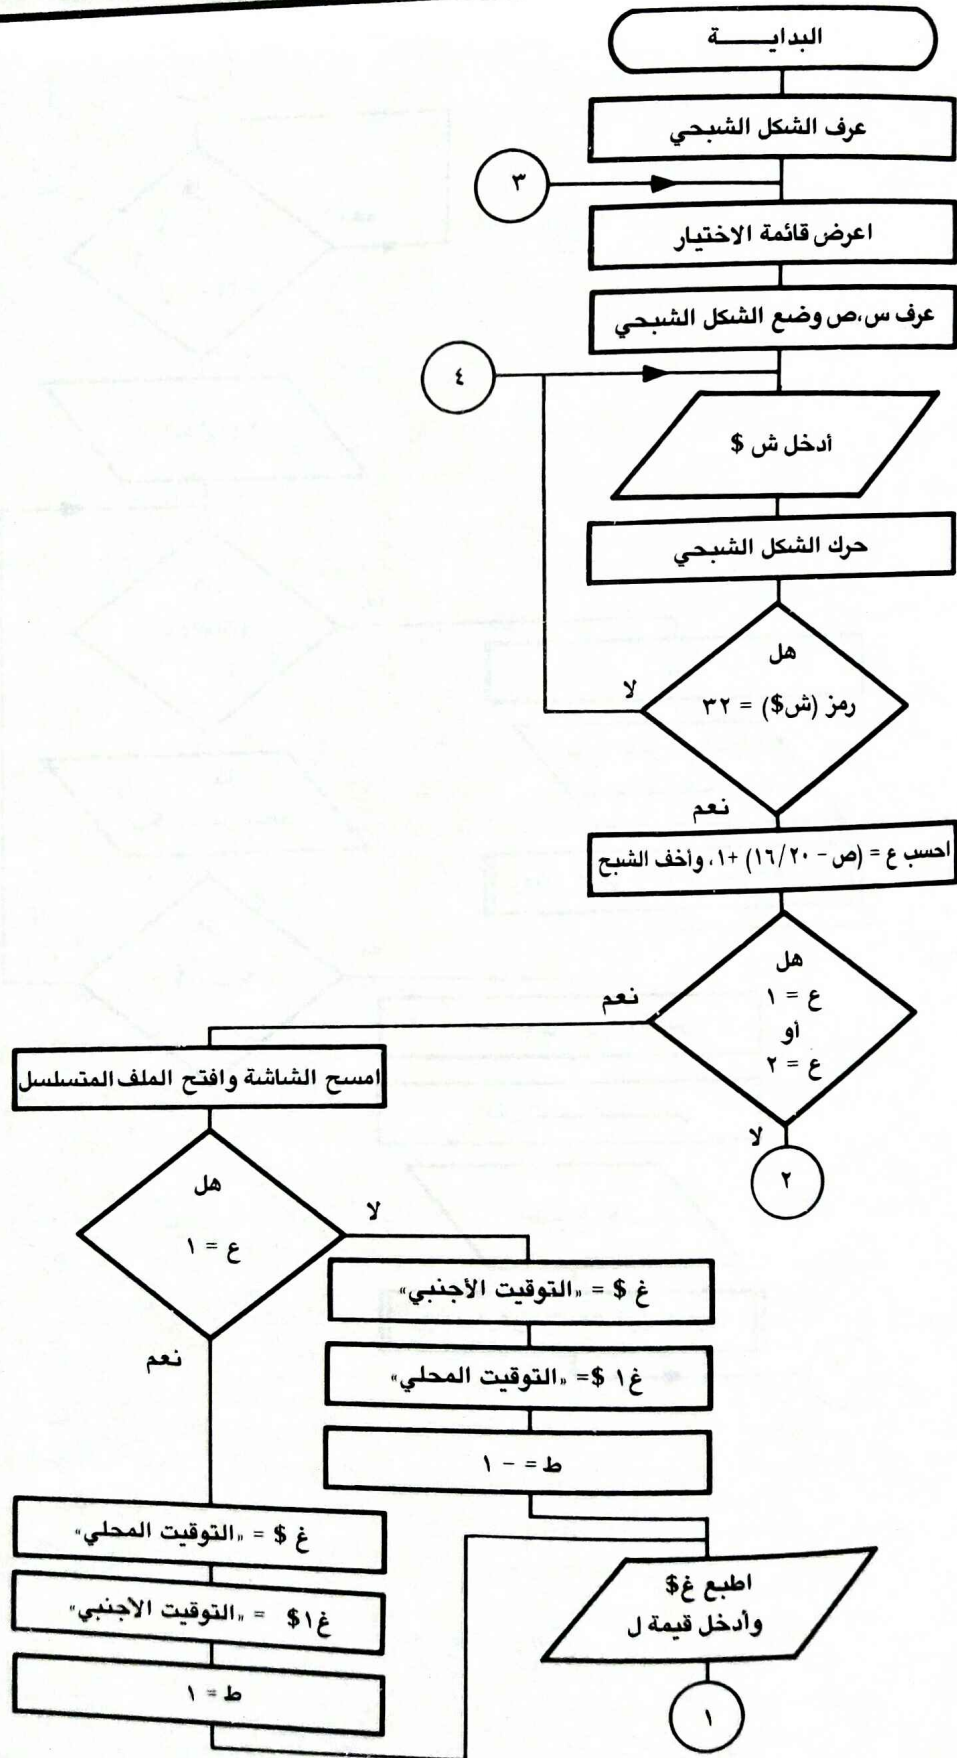 البدايــــــة
عرف الشكل الشبحي
٣
اعرض قائمة الاختيار
عرف س،ص وضع الشكل الشبحي
٤
أدخل ش $
حرك الشكل الشبحي
هل
رمز (ش$) = ٣٢
لا
نعم
احسب ع = (ص - ١٦/٢٠) +١، وأخف الشبح
هل
ع = ١
أو
ع = ٢
نعم
لا
٢
امسح الشاشة وافتح الملف المتسلسل
هل
ع = ١
لا
نعم
غ $ = «التوقيت الأجنبي»
غ١ $= «التوقيت المحلي»
ط = - ١
غ $ = «التوقيت المحلي»
غ١$ = «التوقيت الأجنبي»
ط = ١
اطبع غ$
وأدخل قيمة ل
١